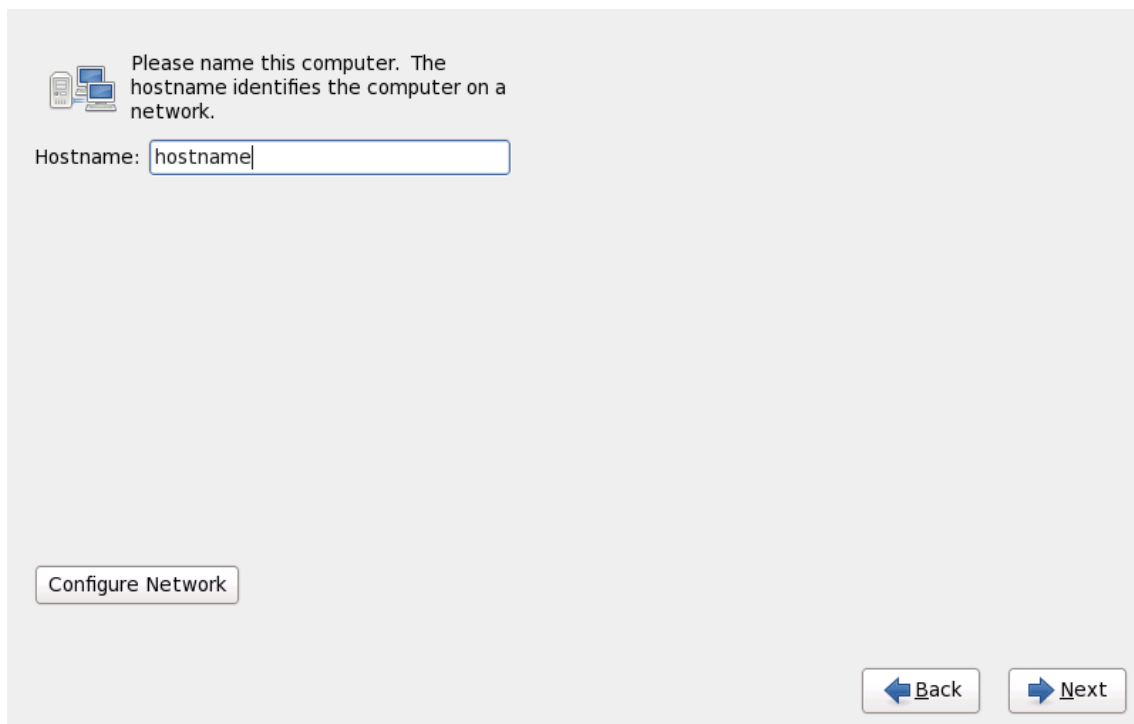 Please name this computer.  The
hostname identifies the computer on a
network.
Hostname: hostname
Configure Network
Back Next